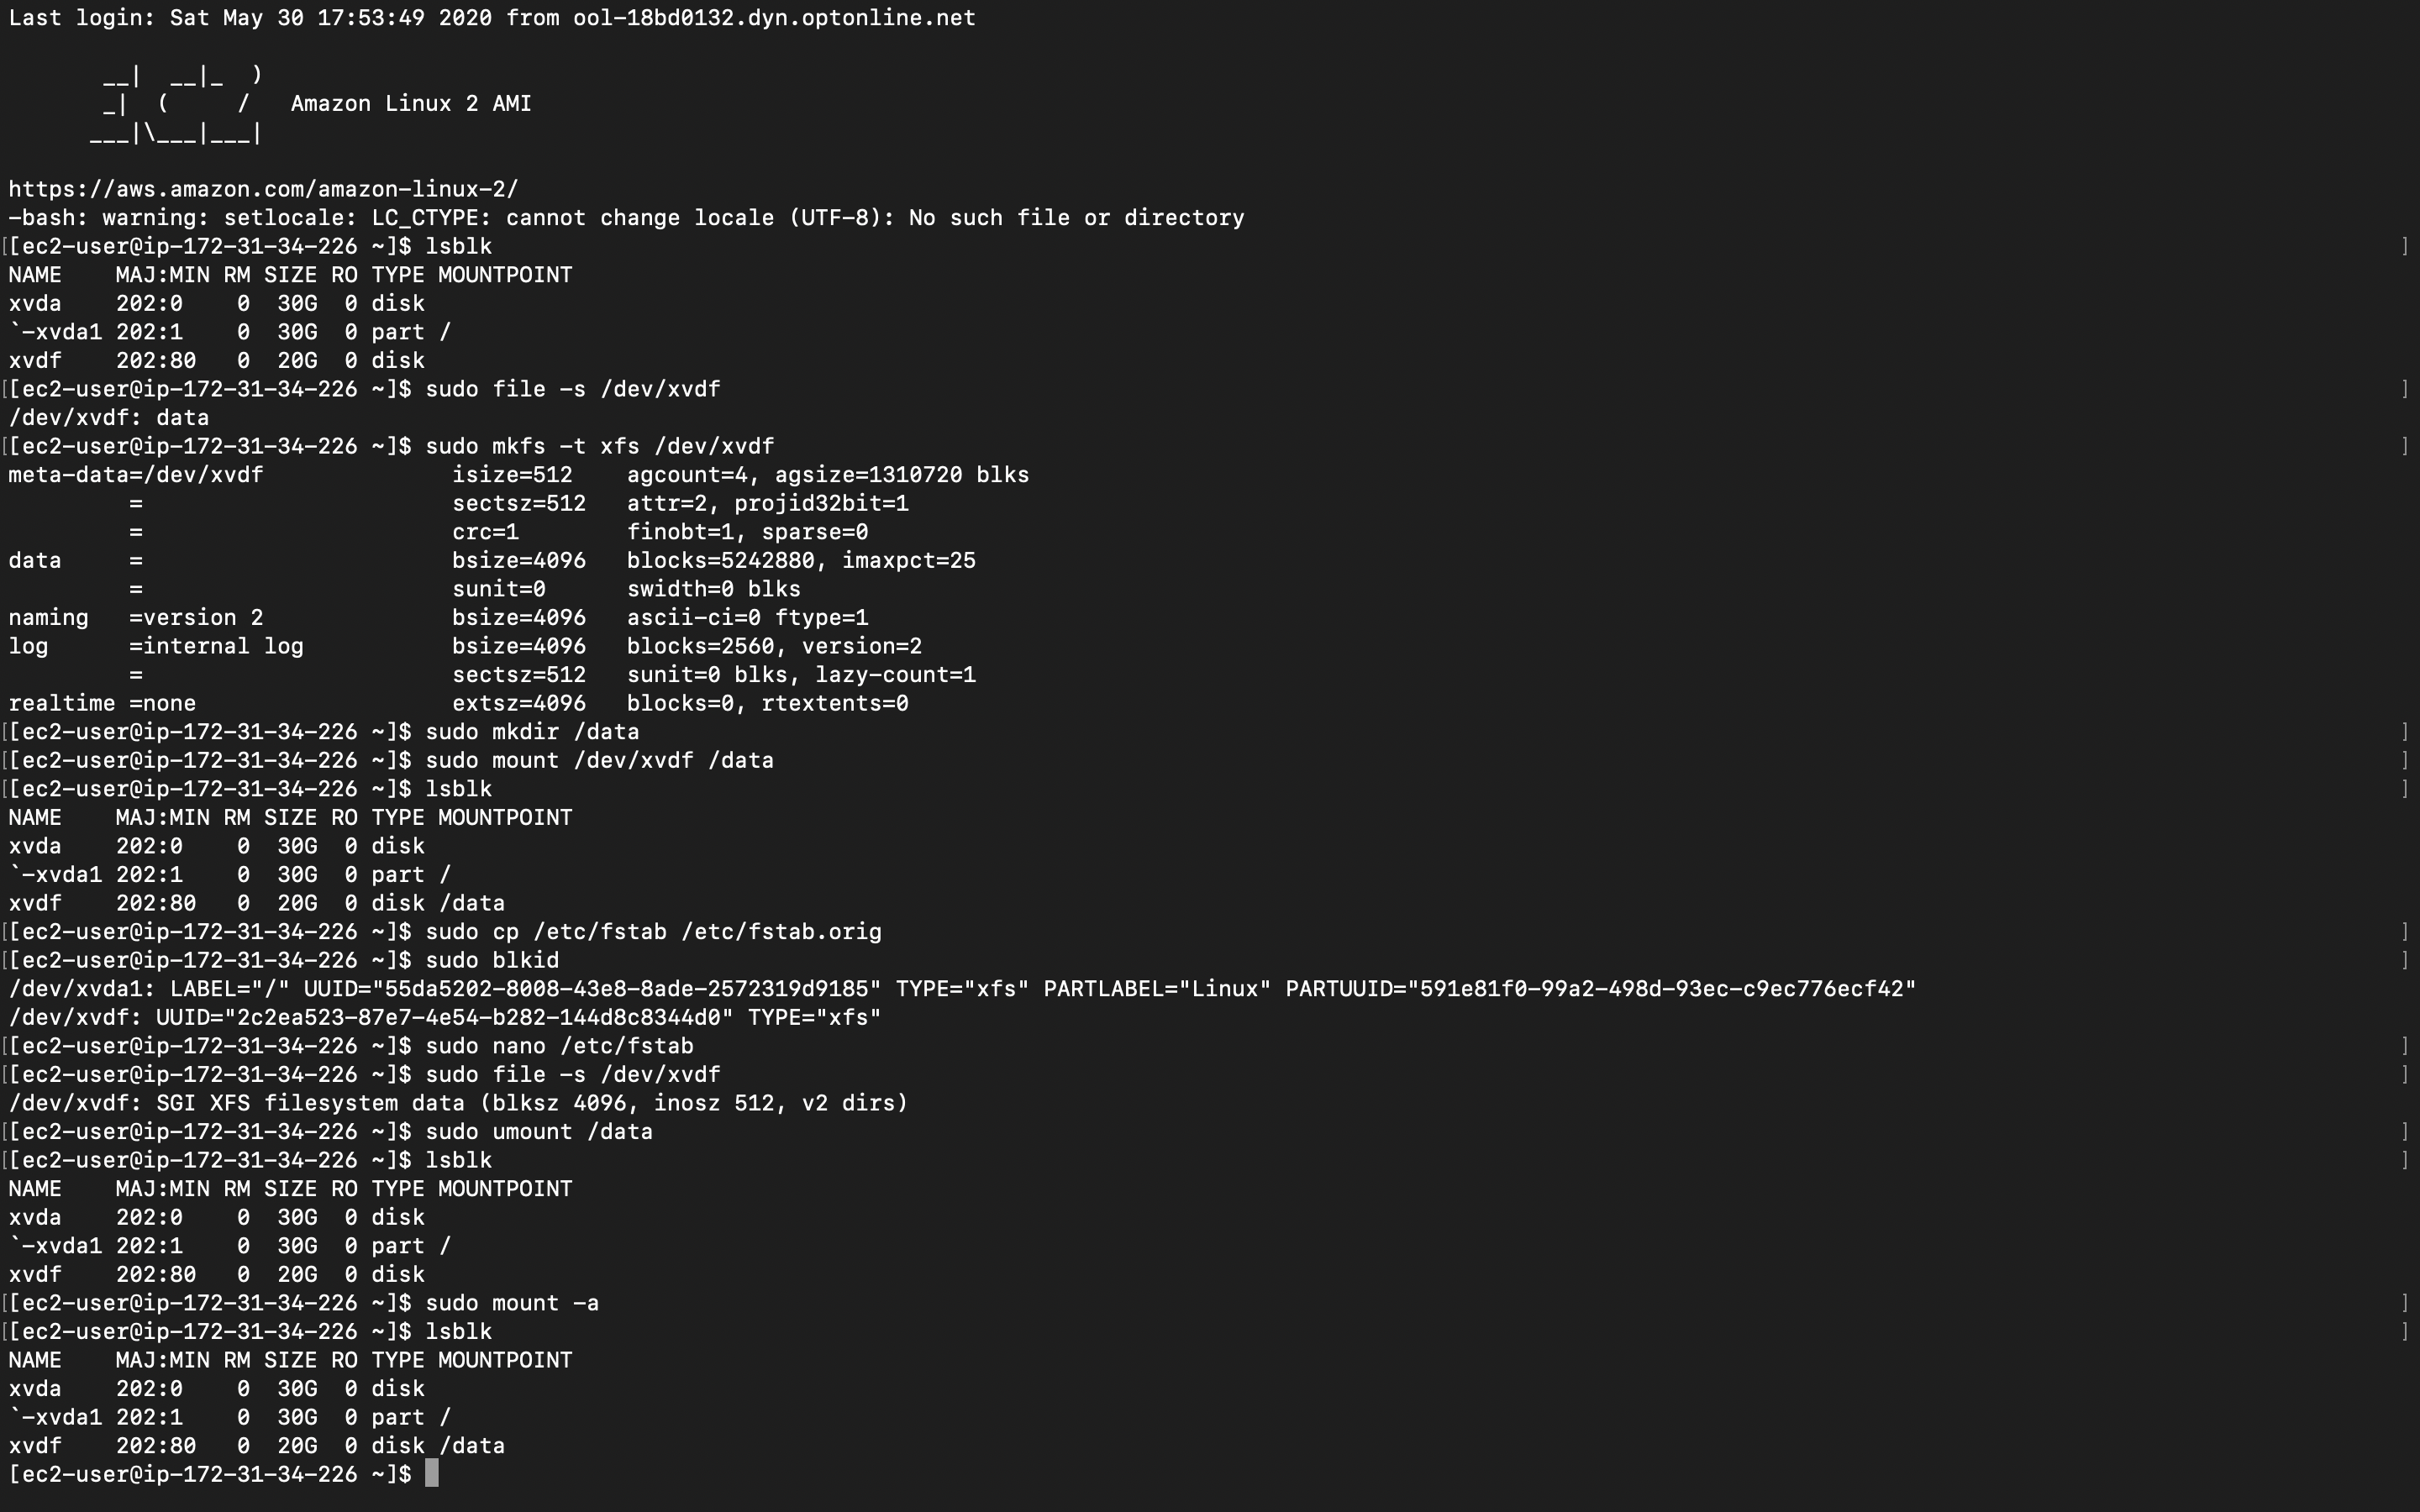 Last login: Sat May 30 17:53:49 2020 from ool-18bd0132.dyn.optonline.net

       __|  __|_  )
       _|  (     /   Amazon Linux 2 AMI
      ___|\___|___|

https://aws.amazon.com/amazon-linux-2/
-bash: warning: setlocale: LC_CTYPE: cannot change locale (UTF-8): No such file or directory
[[ec2-user@ip-172-31-34-226 ~]$ lsblk ]
NAME    MAJ:MIN RM SIZE RO TYPE MOUNTPOINT
xvda    202:0    0  30G  0 disk
`-xvda1 202:1    0  30G  0 part /
xvdf    202:80   0  20G  0 disk
[[ec2-user@ip-172-31-34-226 ~]$ sudo file -s /dev/xvdf ]
/dev/xvdf: data
[[ec2-user@ip-172-31-34-226 ~]$ sudo mkfs -t xfs /dev/xvdf ]
meta-data=/dev/xvdf              isize=512    agcount=4, agsize=1310720 blks
         =                       sectsz=512   attr=2, projid32bit=1
         =                       crc=1        finobt=1, sparse=0
data     =                       bsize=4096   blocks=5242880, imaxpct=25
         =                       sunit=0      swidth=0 blks
naming   =version 2              bsize=4096   ascii-ci=0 ftype=1
log      =internal log           bsize=4096   blocks=2560, version=2
         =                       sectsz=512   sunit=0 blks, lazy-count=1
realtime =none                   extsz=4096   blocks=0, rtextents=0
[[ec2-user@ip-172-31-34-226 ~]$ sudo mkdir /data ]
[[ec2-user@ip-172-31-34-226 ~]$ sudo mount /dev/xvdf /data ]
[[ec2-user@ip-172-31-34-226 ~]$ lsblk ]
NAME    MAJ:MIN RM SIZE RO TYPE MOUNTPOINT
xvda    202:0    0  30G  0 disk
`-xvda1 202:1    0  30G  0 part /
xvdf    202:80   0  20G  0 disk /data
[[ec2-user@ip-172-31-34-226 ~]$ sudo cp /etc/fstab /etc/fstab.orig ]
[[ec2-user@ip-172-31-34-226 ~]$ sudo blkid ]
/dev/xvda1: LABEL="/" UUID="55da5202-8008-43e8-8ade-2572319d9185" TYPE="xfs" PARTLABEL="Linux" PARTUUID="591e81f0-99a2-498d-93ec-c9ec776ecf42"
/dev/xvdf: UUID="2c2ea523-87e7-4e54-b282-144d8c8344d0" TYPE="xfs"
[[ec2-user@ip-172-31-34-226 ~]$ sudo nano /etc/fstab ]
[[ec2-user@ip-172-31-34-226 ~]$ sudo file -s /dev/xvdf ]
/dev/xvdf: SGI XFS filesystem data (blksz 4096, inosz 512, v2 dirs)
[[ec2-user@ip-172-31-34-226 ~]$ sudo umount /data ]
[[ec2-user@ip-172-31-34-226 ~]$ lsblk ]
NAME    MAJ:MIN RM SIZE RO TYPE MOUNTPOINT
xvda    202:0    0  30G  0 disk
`-xvda1 202:1    0  30G  0 part /
xvdf    202:80   0  20G  0 disk
[[ec2-user@ip-172-31-34-226 ~]$ sudo mount -a ]
[[ec2-user@ip-172-31-34-226 ~]$ lsblk ]
NAME    MAJ:MIN RM SIZE RO TYPE MOUNTPOINT
xvda    202:0    0  30G  0 disk
`-xvda1 202:1    0  30G  0 part /
xvdf    202:80   0  20G  0 disk /data
[ec2-user@ip-172-31-34-226 ~]$